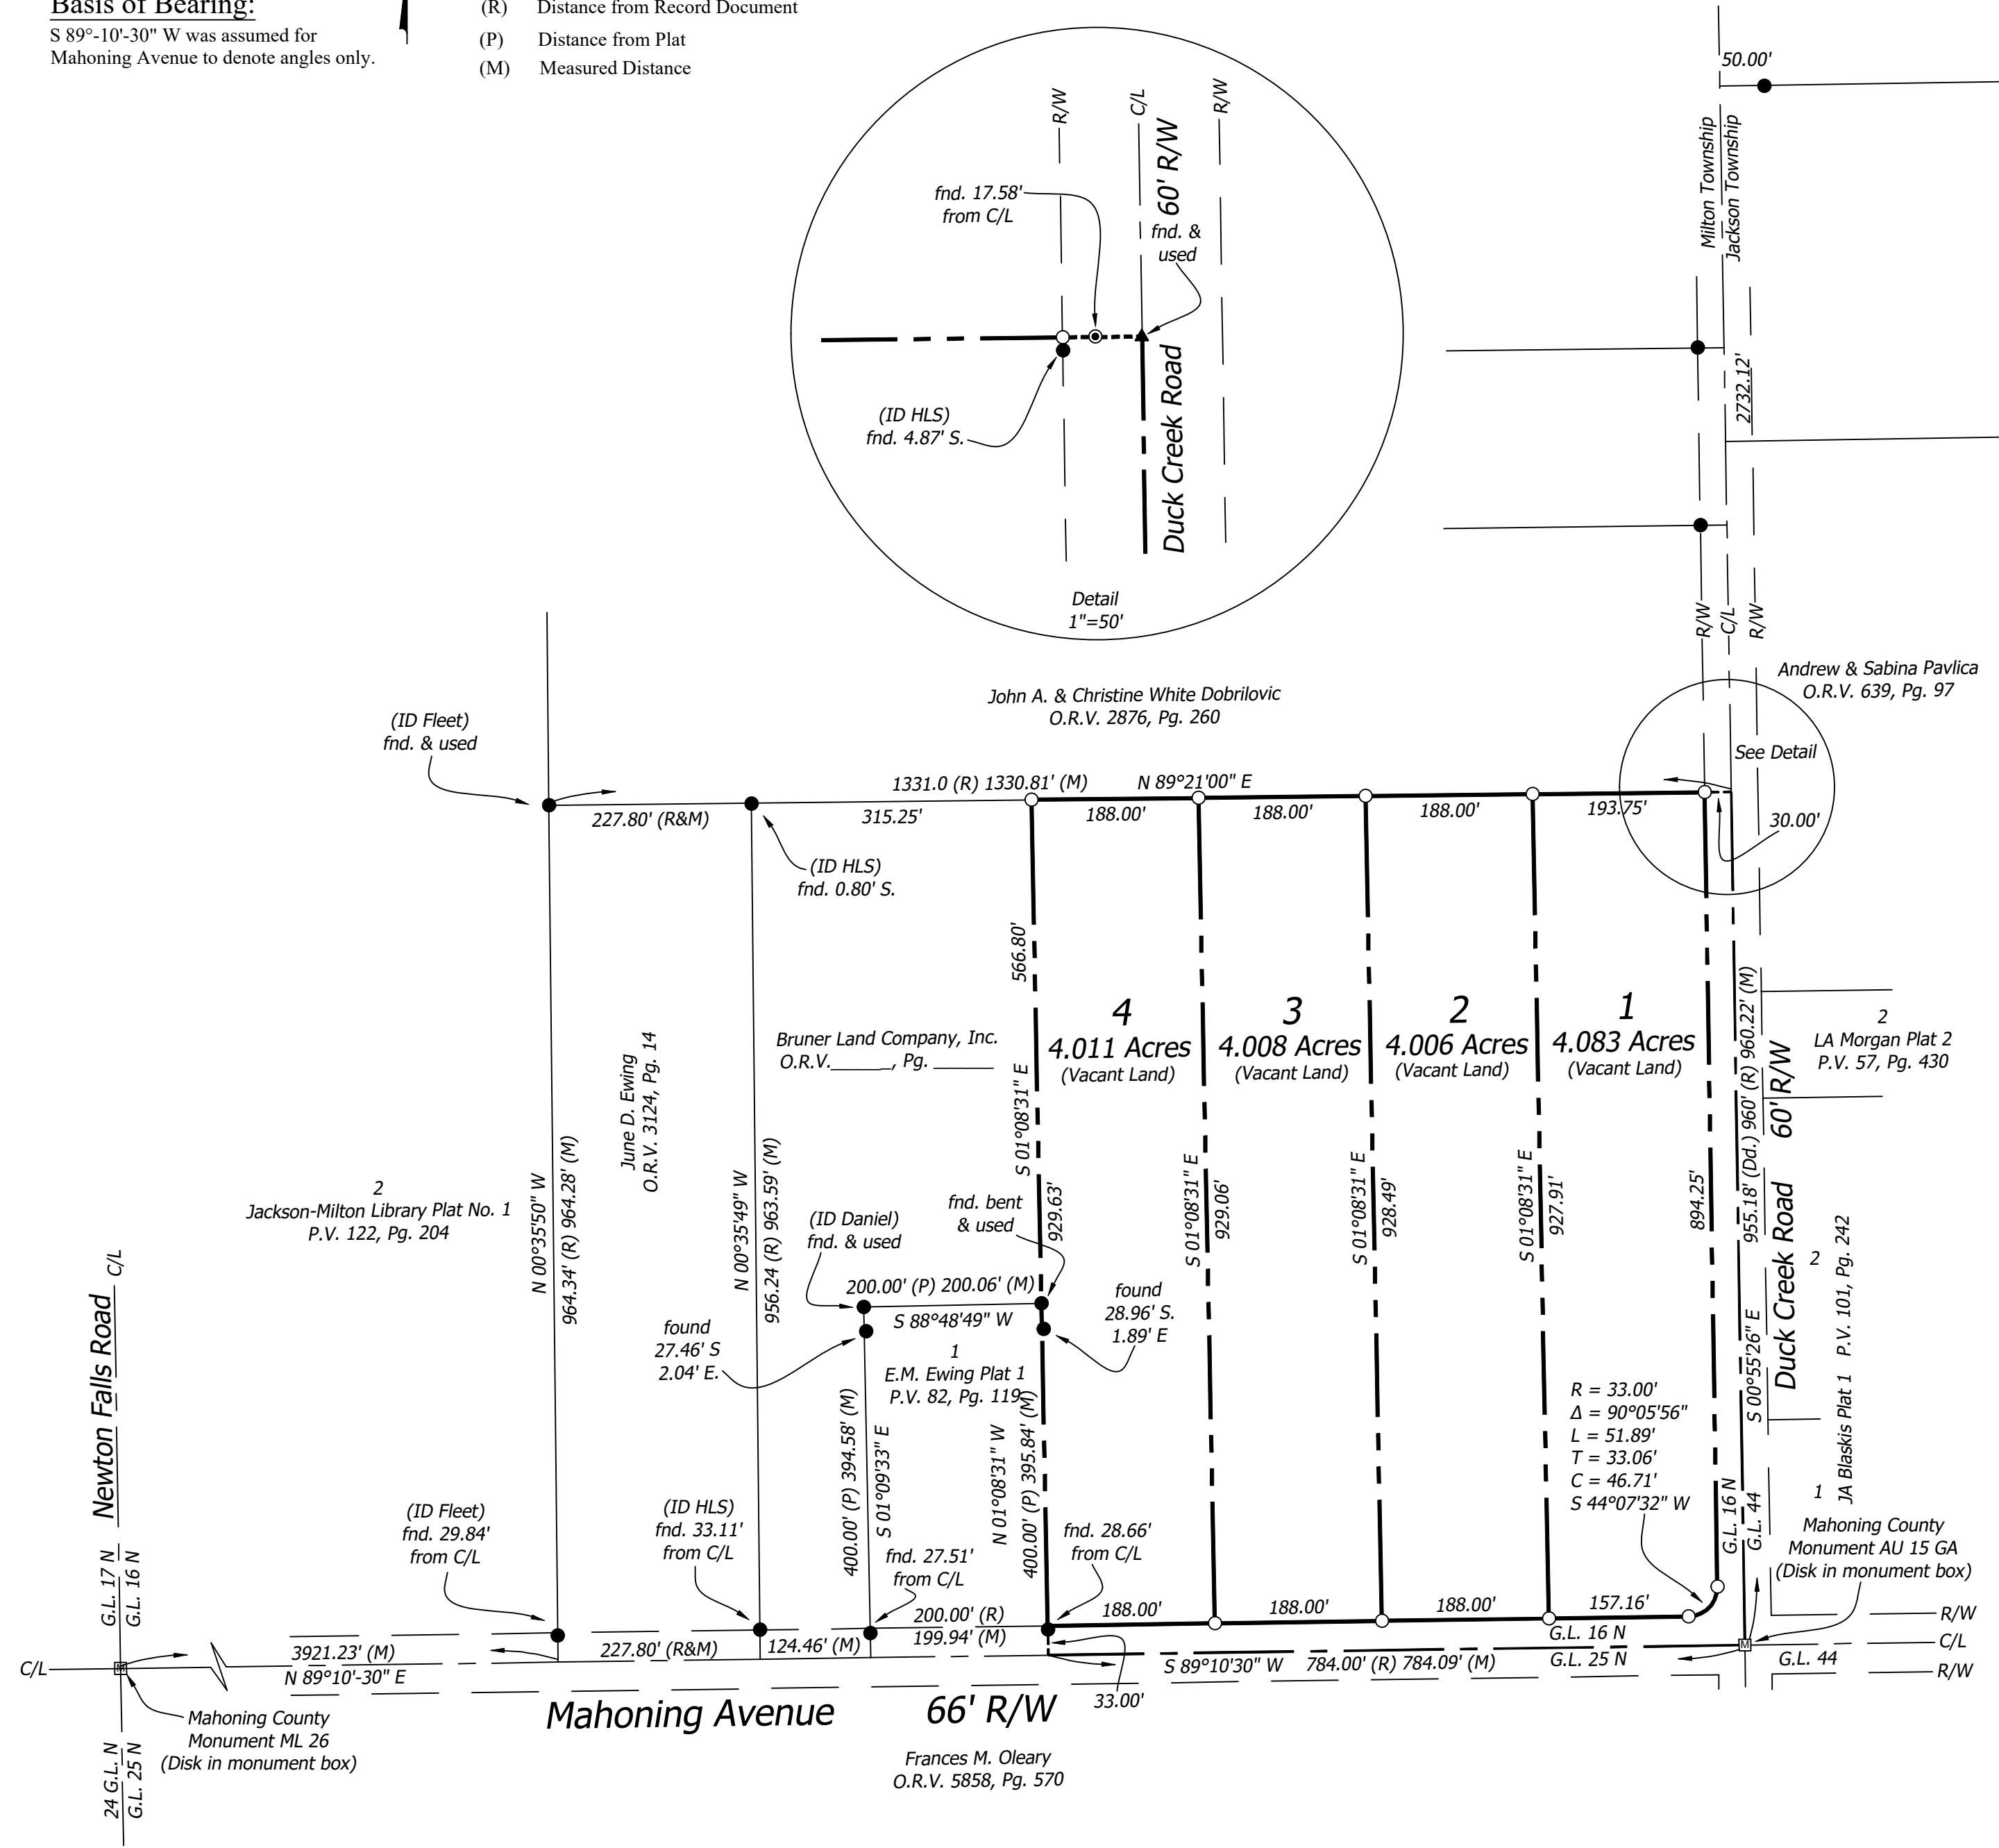 Basis of Bearing:
S 89°-10'-30" W was assumed for
Mahoning Avenue to denote angles only.
(R) Distance from Record Document
(P) Distance from Plat
(M) Measured Distance
50.00'
Milton Township
Jackson Township
2732.12'
R/W
C/L
R/W
60' R/W
Duck Creek Road
fnd. 17.58'
from C/L
fnd. &
used
(ID HLS)
fnd. 4.87' S.
Detail
1"=50'
R/W
C/L
R/W
Andrew & Sabina Pavlica
O.R.V. 639, Pg. 97
See Detail
30.00'
John A. & Christine White Dobrilovic
O.R.V. 2876, Pg. 260
(ID Fleet)
fnd. & used
1331.0 (R) 1330.81' (M) N 89°21'00" E
227.80' (R&M)
315.25'
188.00'
188.00'
188.00'
193.75'
(ID HLS)
fnd. 0.80' S.
566.80'
4
4.011 Acres
(Vacant Land)
3
4.008 Acres
(Vacant Land)
2
4.006 Acres
(Vacant Land)
1
4.083 Acres
(Vacant Land)
Bruner Land Company, Inc.
O.R.V.______, Pg. ______
June D. Ewing
O.R.V. 3124, Pg. 14
2
Jackson-Milton Library Plat No. 1
P.V. 122, Pg. 204
N 00°35'50" W
964.34' (R) 964.28' (M)
N 00°35'49" W
956.24 (R) 963.59' (M)
S 01°08'31" E
929.63'
S 01°08'31" E
929.06'
S 01°08'31" E
928.49'
S 01°08'31" E
927.91'
894.25'
955.18' (Dd.) 960' (R) 960.22' (M)
S 00°55'26" E
60' R/W
Duck Creek Road
2
LA Morgan Plat 2
P.V. 57, Pg. 430
2
1
JA Blaskis Plat 1 P.V. 101, Pg. 242
(ID Daniel)
fnd. & used
fnd. bent
& used
200.00' (P) 200.06' (M)
S 88°48'49" W
found
27.46' S
2.04' E.
found
28.96' S.
1.89' E
1
E.M. Ewing Plat 1
P.V. 82, Pg. 119
400.00' (P) 394.58' (M)
S 01°09'33" E
N 01°08'31" W
400.00' (P) 395.84' (M)
R = 33.00'
Δ = 90°05'56"
L = 51.89'
T = 33.06'
C = 46.71'
S 44°07'32" W
G.L. 16 N
G.L. 44
Mahoning County
Monument AU 15 GA
(Disk in monument box)
Newton Falls Road
C/L
G.L. 17 N
G.L. 16 N
(ID Fleet)
fnd. 29.84'
from C/L
(ID HLS)
fnd. 33.11'
from C/L
fnd. 27.51'
from C/L
fnd. 28.66'
from C/L
188.00'
188.00'
188.00'
157.16'
200.00' (R)
199.94' (M)
3921.23' (M)
N 89°10'-30" E
227.80' (R&M)
124.46' (M)
G.L. 16 N
S 89°10'30" W 784.00' (R) 784.09' (M)
G.L. 25 N
G.L. 44
R/W
C/L
R/W
C/L
M
M
33.00'
Mahoning Avenue 66' R/W
Mahoning County
Monument ML 26
(Disk in monument box)
24 G.L. N
G.L. 25 N
Frances M. Oleary
O.R.V. 5858, Pg. 570